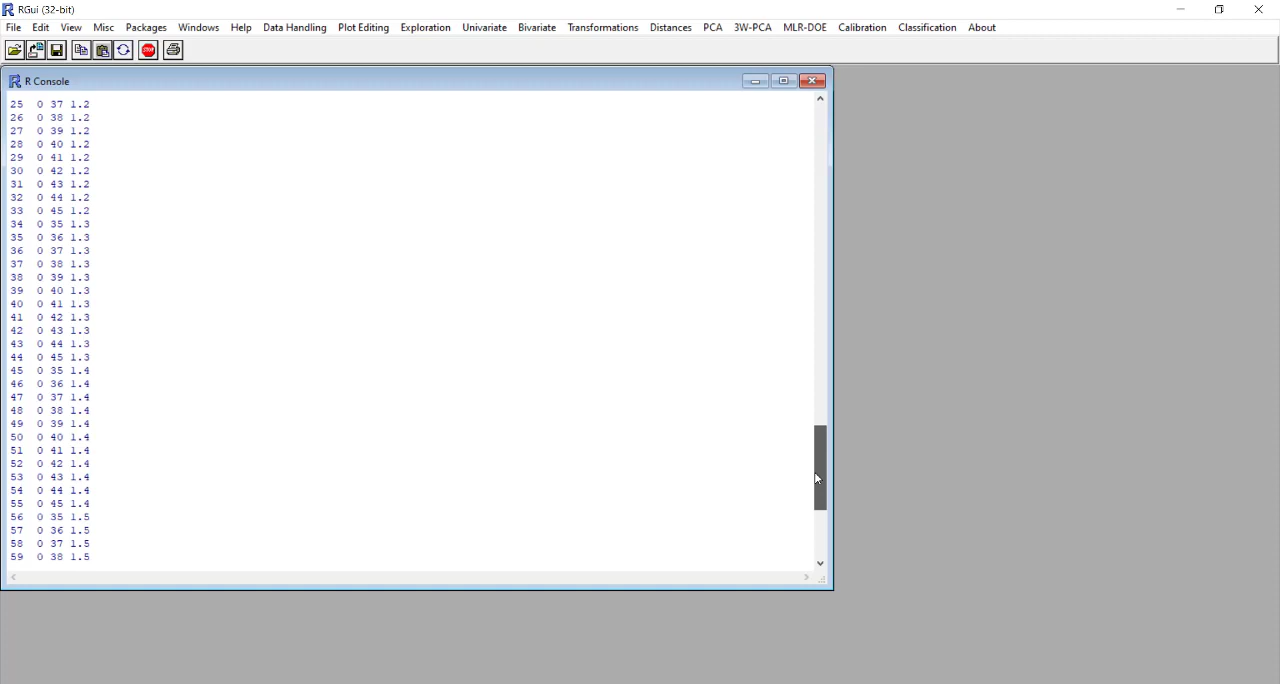 RGui (32-bit)
File Edit View Misc Packages Windows Help Data Handling Plot Editing Exploration Univariate Bivariate Transformations Distances PCA 3W-PCA MLR-DOE Calibration Classification About
STOP
R Console
25 0 37 1.2
26 0 38 1.2
27 0 39 1.2
28 0 40 1.2
29 0 41 1.2
30 0 42 1.2
31 0 43 1.2
32 0 44 1.2
33 0 45 1.2
34 0 35 1.3
35 0 36 1.3
36 0 37 1.3
37 0 38 1.3
38 0 39 1.3
39 0 40 1.3
40 0 41 1.3
41 0 42 1.3
42 0 43 1.3
43 0 44 1.3
44 0 45 1.3
45 0 35 1.4
46 0 36 1.4
47 0 37 1.4
48 0 38 1.4
49 0 39 1.4
50 0 40 1.4
51 0 41 1.4
52 0 42 1.4
53 0 43 1.4
54 0 44 1.4
55 0 45 1.4
56 0 35 1.5
57 0 36 1.5
58 0 37 1.5
59 0 38 1.5